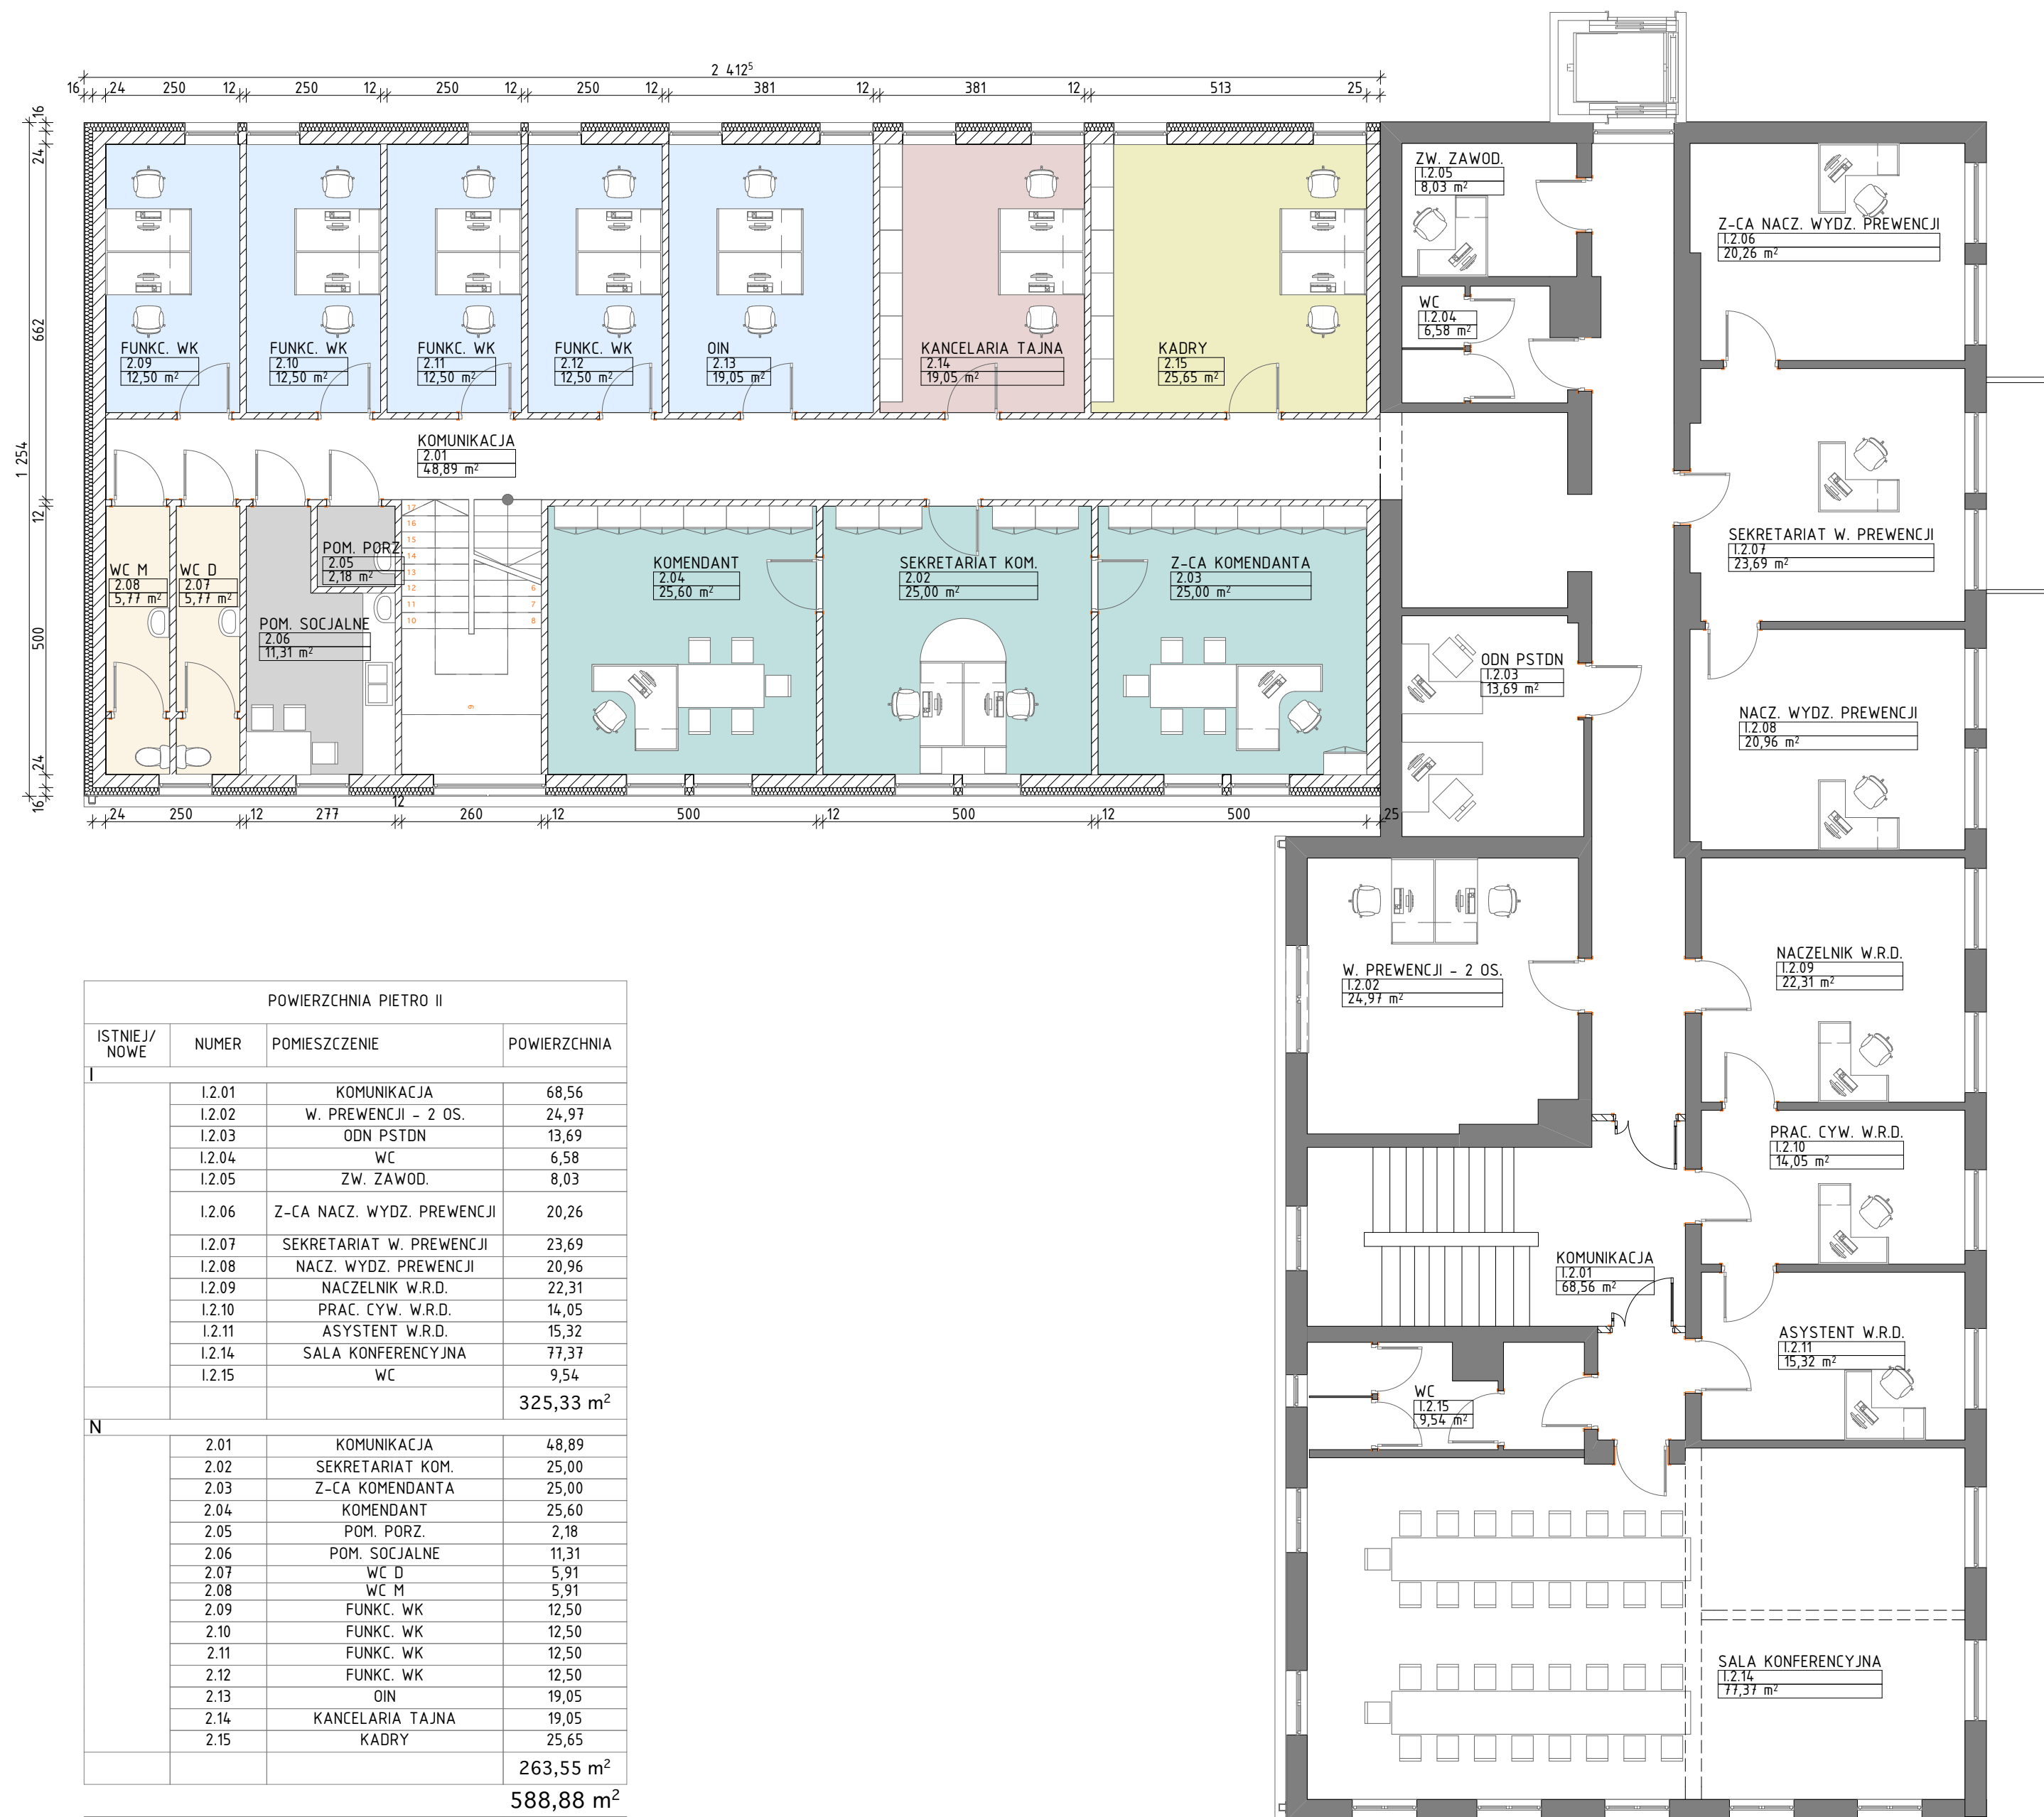 2 412⁵
16 24 250 12 250 12 250 12 250 12 381 12 381 12 513 25
16
24
662
1 254
12
500
24
16
FUNKC. WK
2.09
12,50 m²
FUNKC. WK
2.10
12,50 m²
FUNKC. WK
2.11
12,50 m²
FUNKC. WK
2.12
12,50 m²
OIN
2.13
19,05 m²
KANCELARIA TAJNA
2.14
19,05 m²
KADRY
2.15
25,65 m²
ZW. ZAWOD.
I.2.05
8,03 m²
WC
I.2.04
6,58 m²
Z-CA NACZ. WYDZ. PREWENCJI
I.2.06
20,26 m²
KOMUNIKACJA
2.01
48,89 m²
WC M
2.08
5,77 m²
WC D
2.07
5,77 m²
POM. PORZ.
2.05
2,18 m²
POM. SOCJALNE
2.06
11,31 m²
17
16
15
14
13
12
11
10
6
7
8
9
KOMENDANT
2.04
25,60 m²
SEKRETARIAT KOM.
2.02
25,00 m²
Z-CA KOMENDANTA
2.03
25,00 m²
SEKRETARIAT W. PREWENCJI
I.2.07
23,69 m²
ODN PSTDN
I.2.03
13,69 m²
NACZ. WYDZ. PREWENCJI
I.2.08
20,96 m²
24 250 12 277 12 260 12 500 12 500 12 500 25
W. PREWENCJI - 2 OS.
I.2.02
24,97 m²
NACZELNIK W.R.D.
I.2.09
22,31 m²
PRAC. CYW. W.R.D.
I.2.10
14,05 m²
KOMUNIKACJA
I.2.01
68,56 m²
ASYSTENT W.R.D.
I.2.11
15,32 m²
WC
I.2.15
9,54 m²
SALA KONFERENCYJNA
I.2.14
77,37 m²
POWIERZCHNIA PIETRO II
ISTNIEJ/
NOWE NUMER POMIESZCZENIE POWIERZCHNIA
I
I.2.01 KOMUNIKACJA 68,56
I.2.02 W. PREWENCJI - 2 OS. 24,97
I.2.03 ODN PSTDN 13,69
I.2.04 WC 6,58
I.2.05 ZW. ZAWOD. 8,03
I.2.06 Z-CA NACZ. WYDZ. PREWENCJI 20,26
I.2.07 SEKRETARIAT W. PREWENCJI 23,69
I.2.08 NACZ. WYDZ. PREWENCJI 20,96
I.2.09 NACZELNIK W.R.D. 22,31
I.2.10 PRAC. CYW. W.R.D. 14,05
I.2.11 ASYSTENT W.R.D. 15,32
I.2.14 SALA KONFERENCYJNA 77,37
I.2.15 WC 9,54
325,33 m²
N
2.01 KOMUNIKACJA 48,89
2.02 SEKRETARIAT KOM. 25,00
2.03 Z-CA KOMENDANTA 25,00
2.04 KOMENDANT 25,60
2.05 POM. PORZ. 2,18
2.06 POM. SOCJALNE 11,31
2.07 WC D 5,91
2.08 WC M 5,91
2.09 FUNKC. WK 12,50
2.10 FUNKC. WK 12,50
2.11 FUNKC. WK 12,50
2.12 FUNKC. WK 12,50
2.13 OIN 19,05
2.14 KANCELARIA TAJNA 19,05
2.15 KADRY 25,65
263,55 m²
588,88 m²